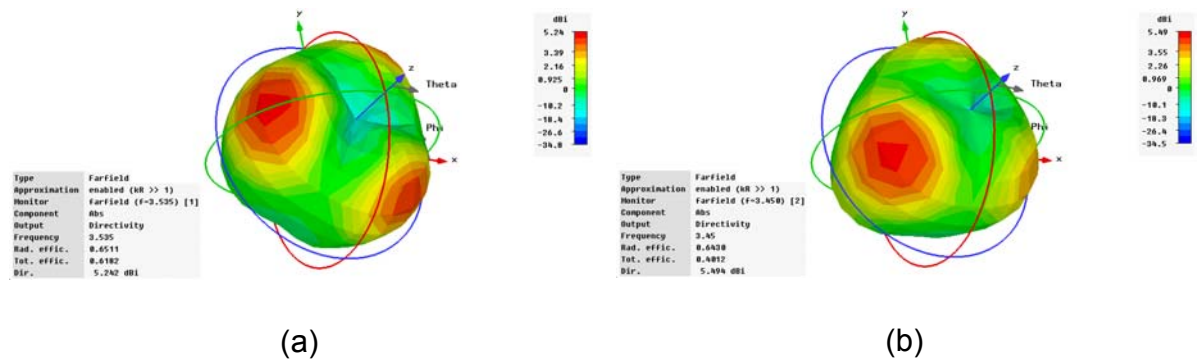 y
z
Theta
Phi
x
dBi
5.24
3.39
2.16
0.925
0
-10.2
-18.4
-26.6
-34.8
Type Farfield
Approximation enabled (kR >> 1)
Monitor farfield (f=3.535) [1]
Component Abs
Output Directivity
Frequency 3.535
Rad. effic. 0.6511
Tot. effic. 0.6182
Dir. 5.242 dBi
(a)
y
z
Theta
Phi
x
dBi
5.49
3.55
2.26
0.969
0
-10.1
-18.3
-26.4
-34.5
Type Farfield
Approximation enabled (kR >> 1)
Monitor farfield (f=3.450) [2]
Component Abs
Output Directivity
Frequency 3.45
Rad. effic. 0.6430
Tot. effic. 0.4012
Dir. 5.494 dBi
(b)